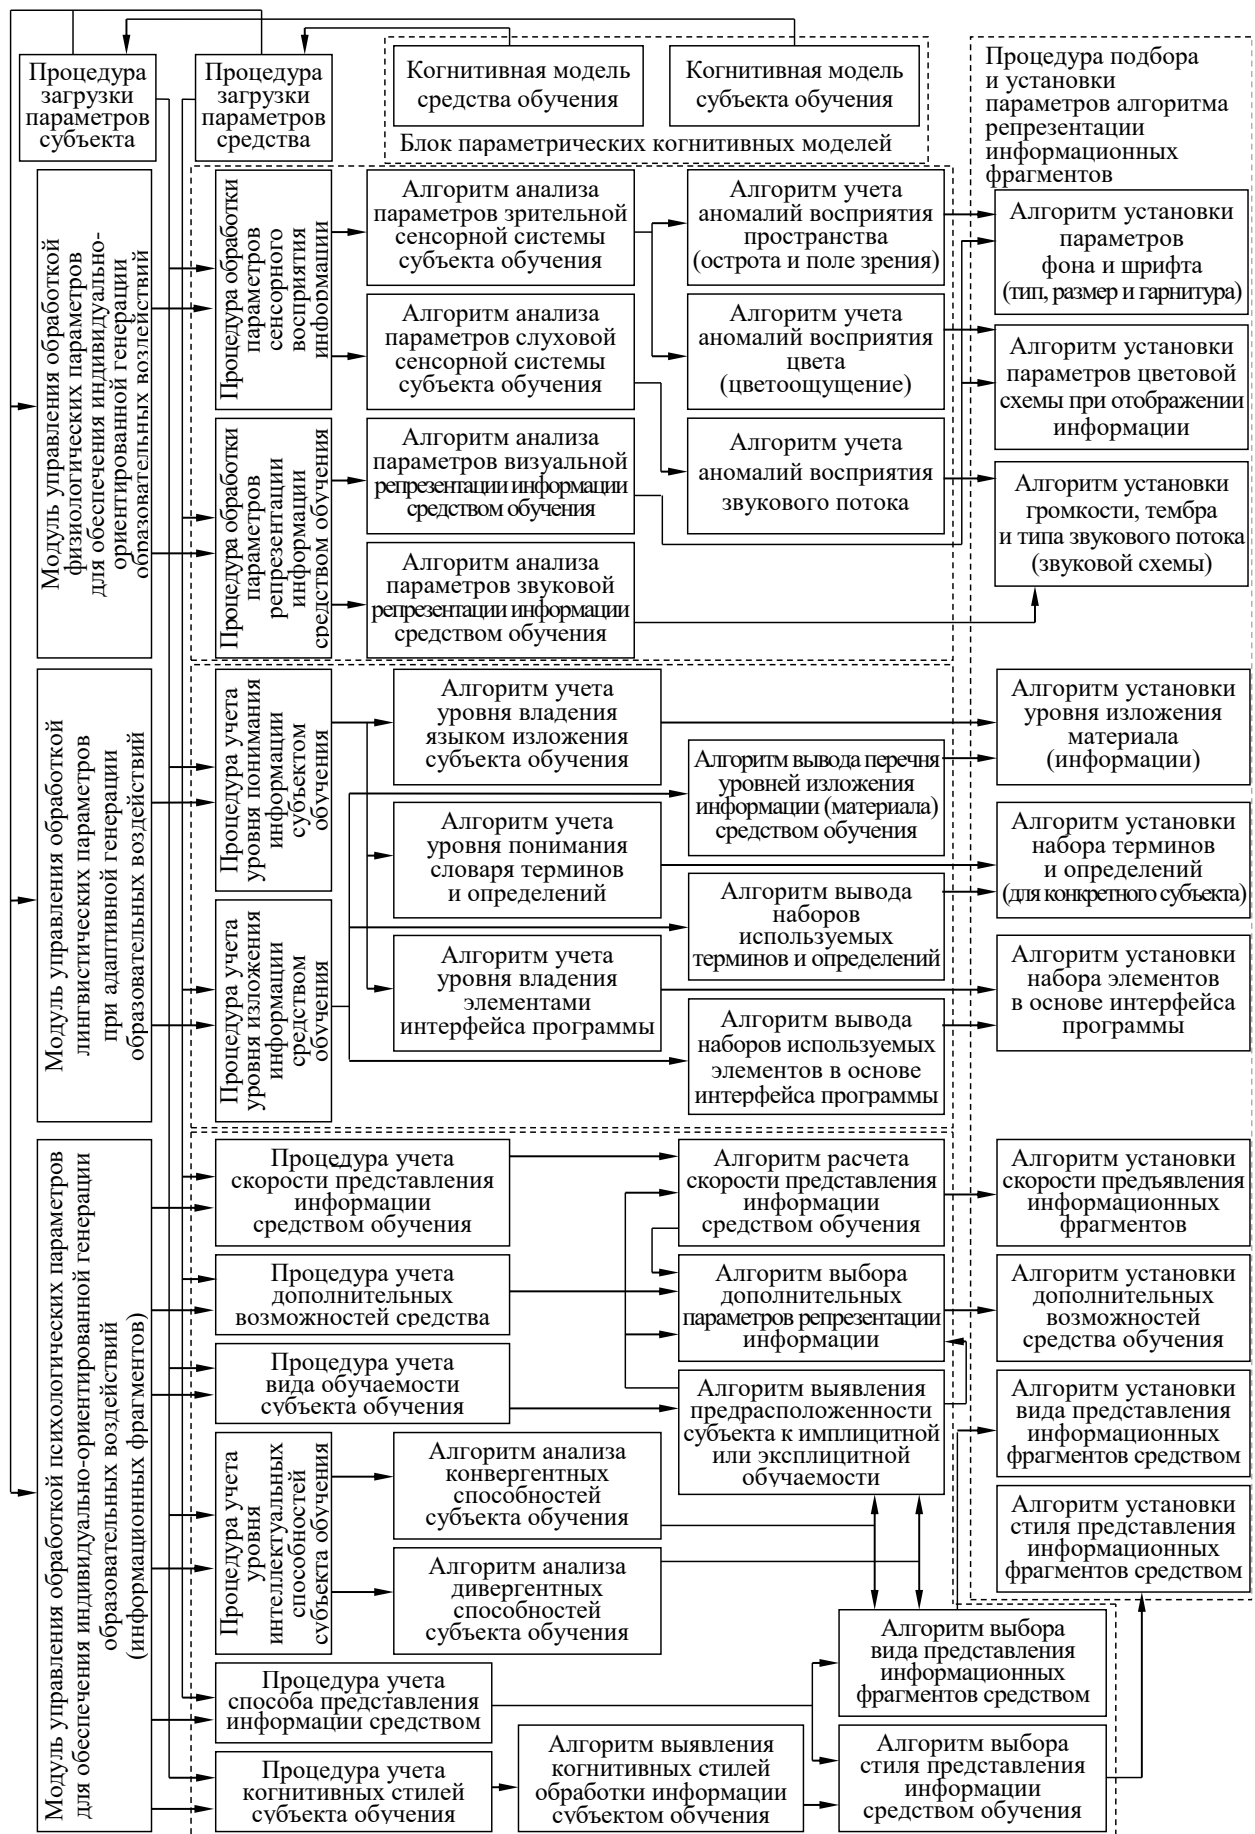 Процедура
загрузки
параметров
субъекта
Процедура
загрузки
параметров
средства
Когнитивная модель
средства обучения
Когнитивная модель
субъекта обучения
Блок параметрических когнитивных моделей
Процедура подбора
и установки
параметров алгоритма
репрезентации
информационных
фрагментов
Модуль управления обработкой
физиологических параметров
для обеспечения индивидуально-
ориентированной генерации
образовательных воздействий
Процедура обработки
параметров
сенсорного
восприятия
информации
Алгоритм анализа
параметров зрительной
сенсорной системы
субъекта обучения
Алгоритм учета
аномалий восприятия
пространства
(острота и поле зрения)
Алгоритм установки
параметров
фона и шрифта
(тип, размер и гарнитура)
Алгоритм анализа
параметров слуховой
сенсорной системы
субъекта обучения
Алгоритм учета
аномалий восприятия
цвета
(цветоощущение)
Алгоритм установки
параметров цветовой
схемы при отображении
информации
Процедура обработки
параметров
репрезентации
информации
средством обучения
Алгоритм анализа
параметров визуальной
репрезентации информации
средством обучения
Алгоритм учета
аномалий восприятия
звукового потока
Алгоритм установки
громкости, тембра
и типа звукового потока
(звуковой схемы)
Алгоритм анализа
параметров звуковой
репрезентации информации
средством обучения
Модуль управления обработкой
лингвистических параметров
при адаптивной генерации
образовательных воздействий
Процедура учета
уровня понимания
информации
субъектом
обучения
Алгоритм учета
уровня владения
языком изложения
субъекта обучения
Алгоритм установки
уровня изложения
материала
(информации)
Алгоритм вывода перечня
уровней изложения
информации (материала)
средством обучения
Алгоритм учета
уровня понимания
словаря терминов
и определений
Алгоритм установки
набора терминов
и определений
(для конкретного субъекта)
Процедура учета
уровня изложения
информации
средством
обучения
Алгоритм вывода
наборов
используемых
терминов и определений
Алгоритм учета
уровня владения
элементами
интерфейса программы
Алгоритм установки
набора элементов
в основе интерфейса
программы
Алгоритм вывода
наборов используемых
элементов в основе
интерфейса программы
Модуль управления обработкой психологических параметров
для обеспечения индивидуально-ориентированной генерации
образовательных воздействий
(информационных фрагментов)
Процедура учета
скорости представления
информации
средством обучения
Алгоритм расчета
скорости представления
информации
средством обучения
Алгоритм установки
скорости предъявления
информационных
фрагментов
Процедура учета
дополнительных
возможностей средства
Алгоритм выбора
дополнительных
параметров репрезентации
информации
Алгоритм установки
дополнительных
возможностей
средства обучения
Процедура учета
вида обучаемости
субъекта обучения
Алгоритм выявления
предрасположенности
субъекта к имплицитной
или эксплицитной
обучаемости
Алгоритм установки
вида представления
информационных
фрагментов средством
Процедура учета
уровня
интеллектуальных
способностей
субъекта обучения
Алгоритм анализа
конвергентных
способностей
субъекта обучения
Алгоритм установки
стиля представления
информационных
фрагментов средством
Алгоритм анализа
дивергентных
способностей
субъекта обучения
Алгоритм выбора
вида представления
информационных
фрагментов средством
Процедура учета
способа представления
информации средством
Процедура учета
когнитивных стилей
субъекта обучения
Алгоритм выявления
когнитивных стилей
обработки информации
субъектом обучения
Алгоритм выбора
стиля представления
информации
средством обучения